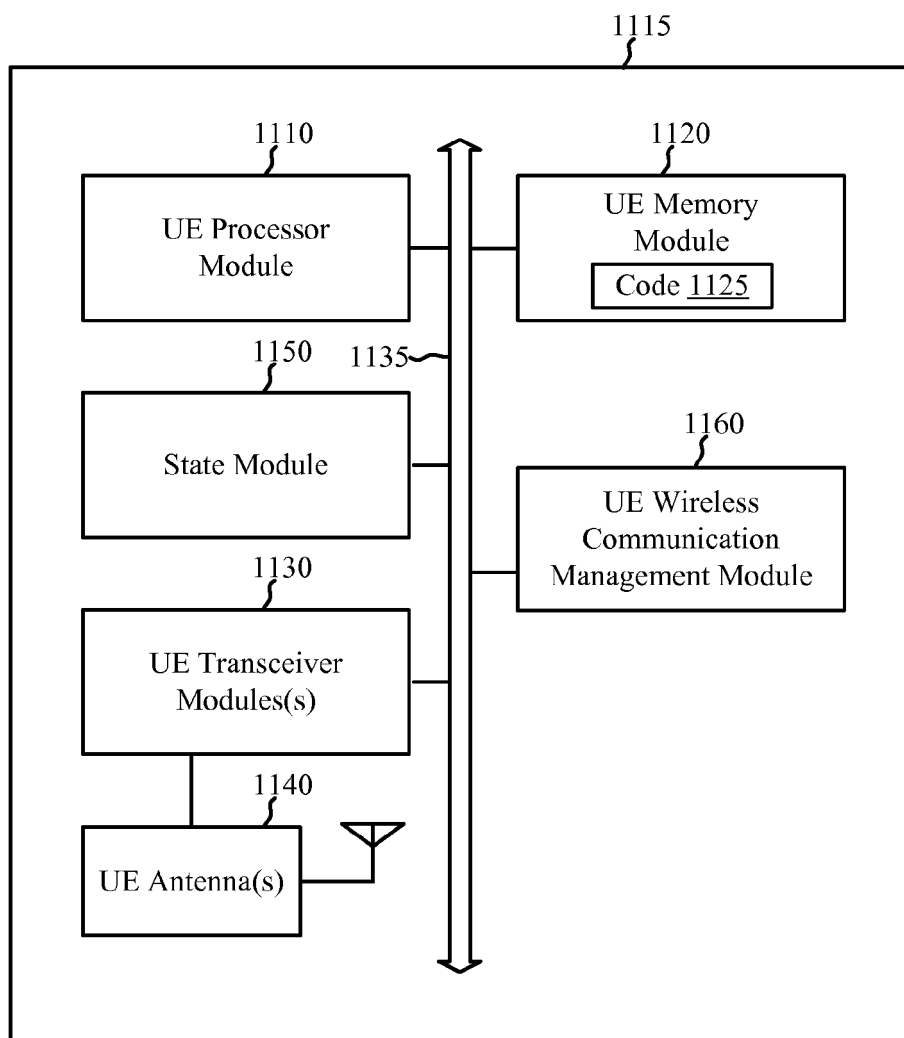 1115
1110
UE Processor
Module
1120
UE Memory
Module
Code 1125
1135
1150
State Module
1160
UE Wireless
Communication
Management Module
1130
UE Transceiver
Modules(s)
1140
UE Antenna(s)